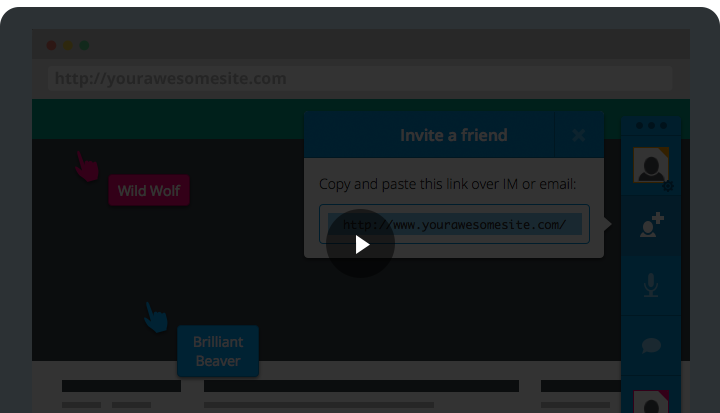 http://yourawesomesite.com
Invite a friend
Wild Wolf
Copy and paste this link over IM or email:
http://www.yourawesomesite.com/
Brilliant
Beaver